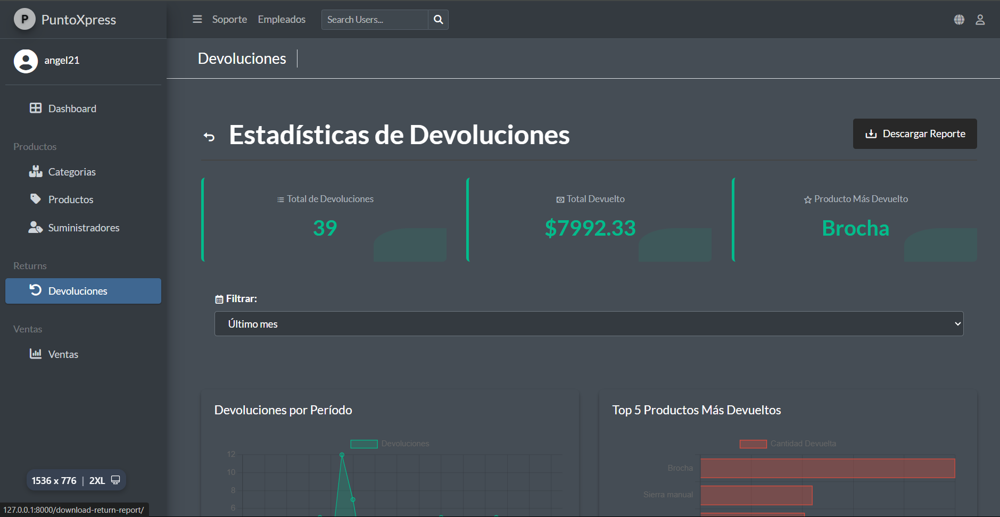 P PuntoXpress
Soporte Empleados Search Users...
angel21
Devoluciones
Dashboard
Productos
Categorias
Productos
Suministradores
Returns
Devoluciones
Ventas
Ventas
Estadísticas de Devoluciones
Descargar Reporte
Total de Devoluciones
39
Total Devuelto
$7992.33
Producto Más Devuelto
Brocha
Filtrar:
Último mes
Devoluciones por Período
Devoluciones
12
10
8
6
Top 5 Productos Más Devueltos
Cantidad Devuelta
Brocha
Sierra manual
1536 x 776 | 2XL
127.0.0.1:8000/download-return-report/